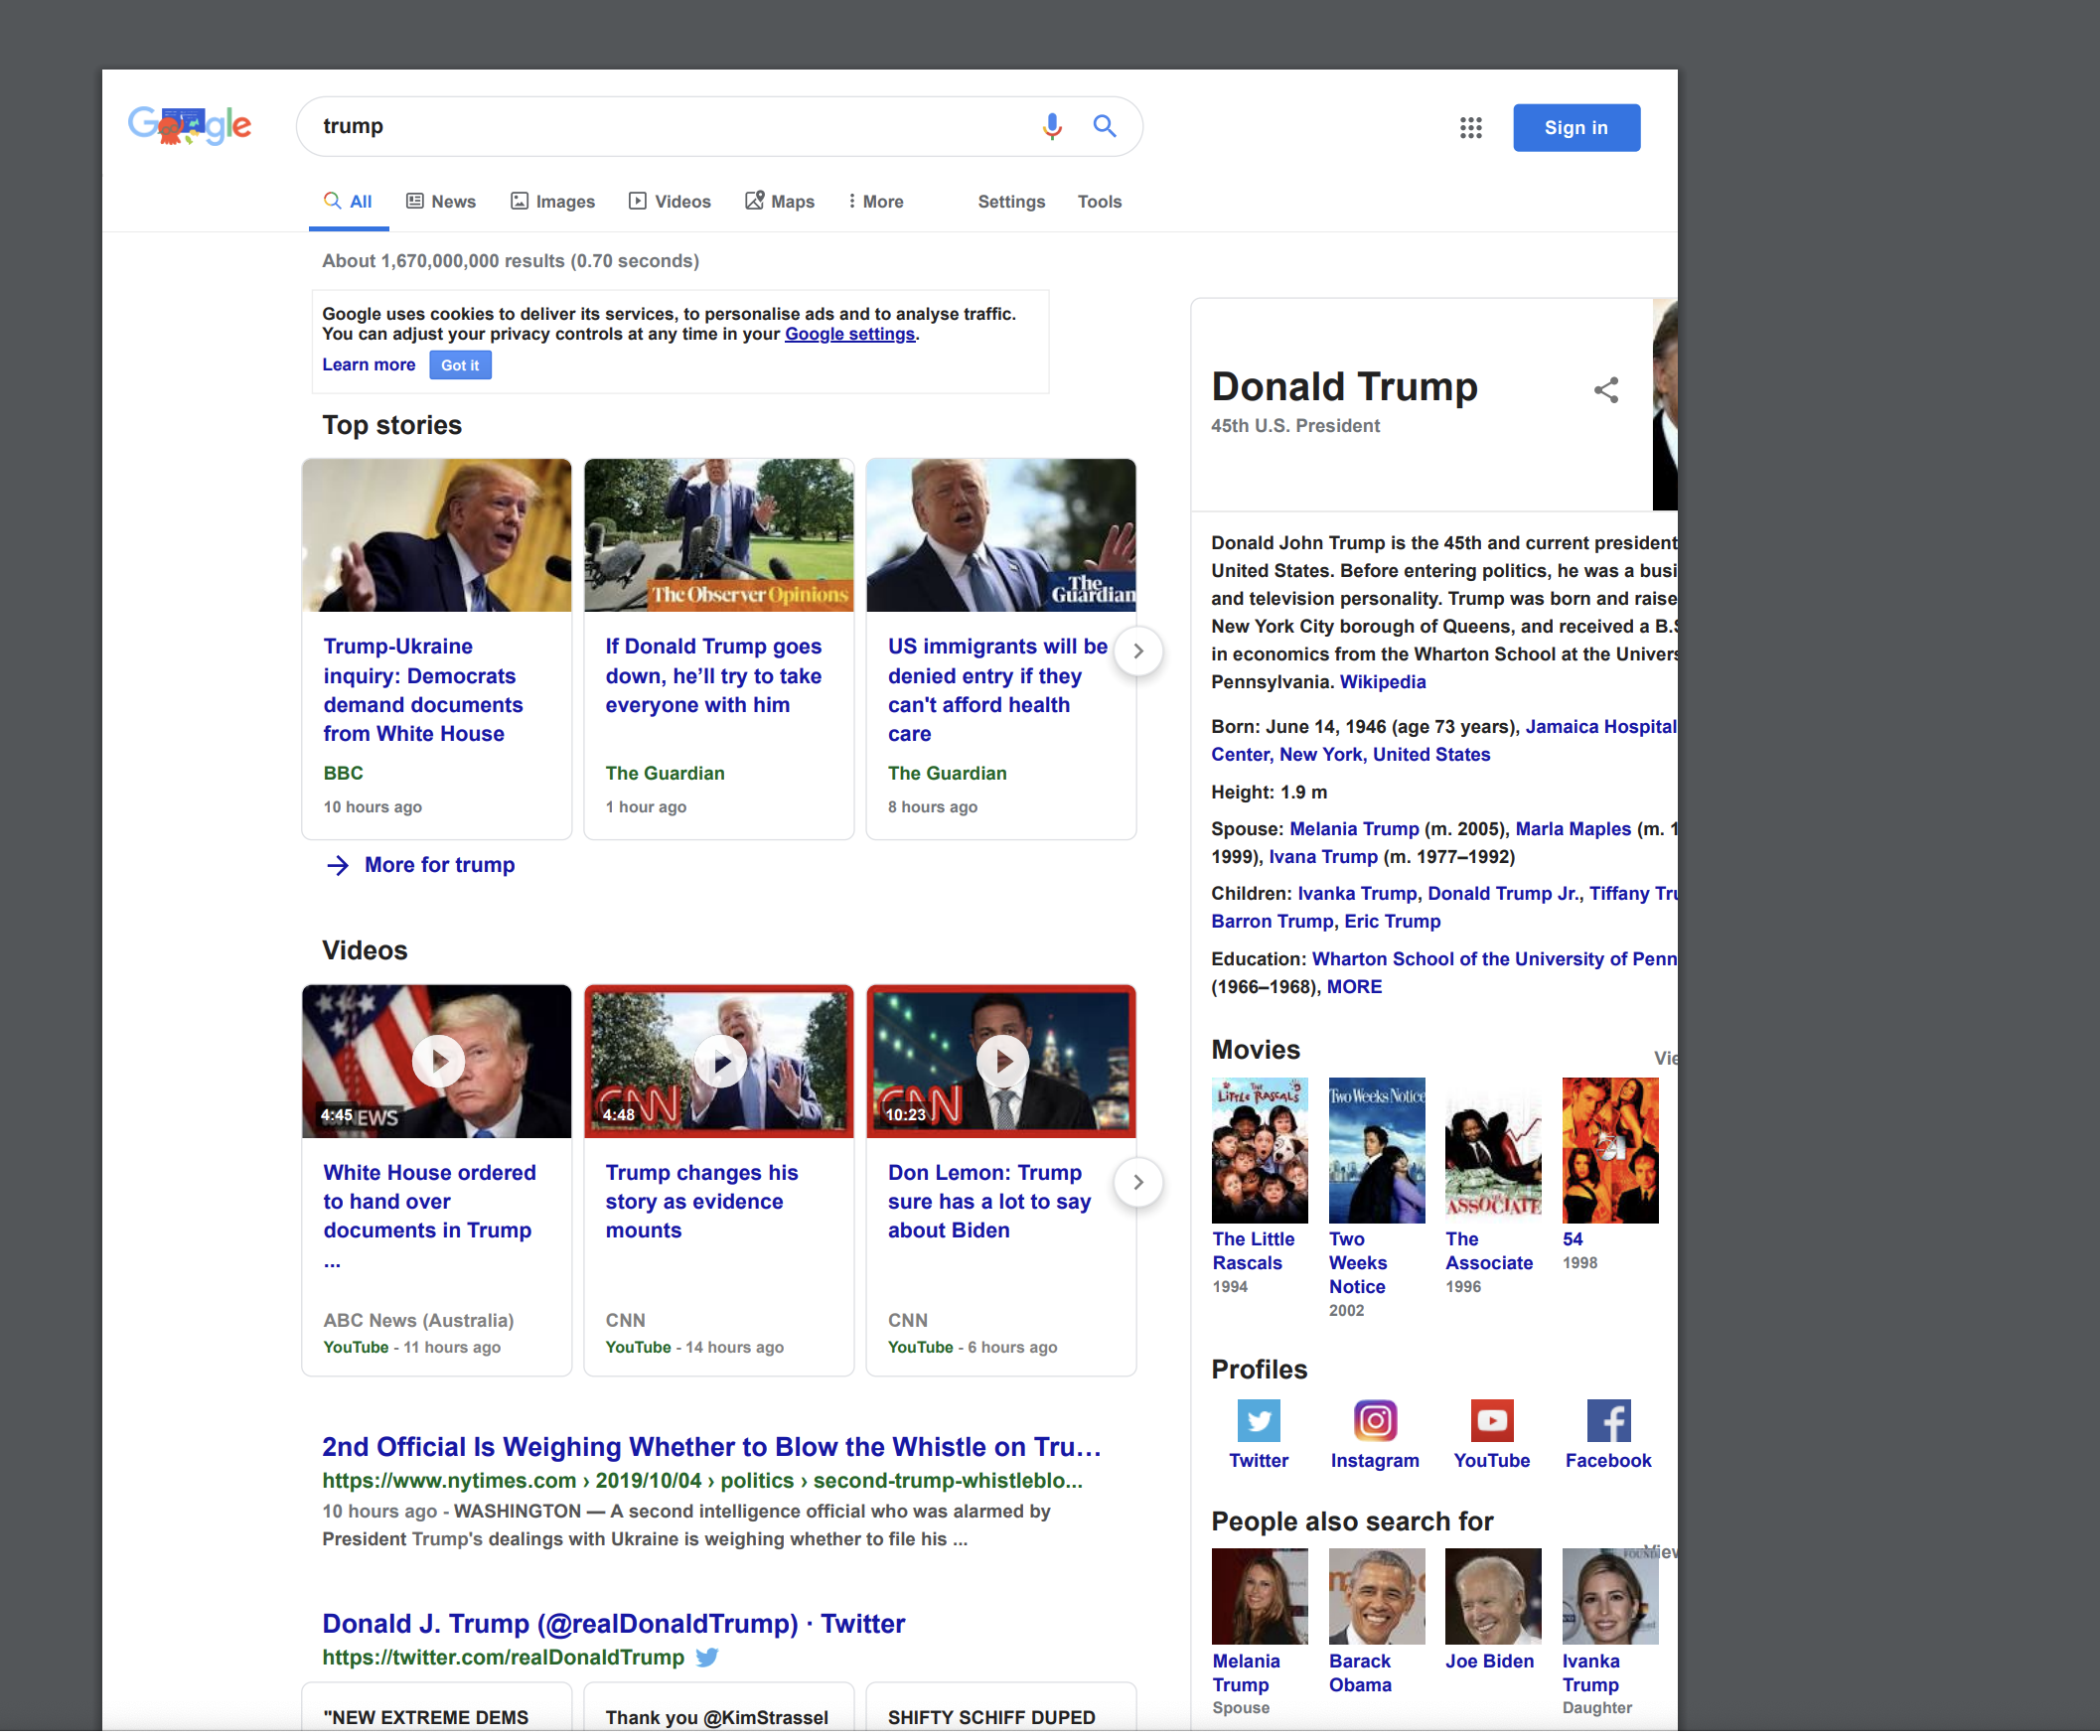 Google
trump
Sign in
All
News
Images
Videos
Maps
More
Settings
Tools
About 1,670,000,000 results (0.70 seconds)
Google uses cookies to deliver its services, to personalise ads and to analyse traffic.
You can adjust your privacy controls at any time in your Google settings.
Learn more
Got it
Top stories
The Observer Opinions
The
Guardian
Trump-Ukraine
inquiry: Democrats
demand documents
from White House
BBC
10 hours ago
If Donald Trump goes
down, he’ll try to take
everyone with him
The Guardian
1 hour ago
US immigrants will be
denied entry if they
can't afford health
care
The Guardian
8 hours ago
More for trump
Videos
4:45
EWS
CNN
4:48
CNN
10:23
White House ordered
to hand over
documents in Trump
...
ABC News (Australia)
YouTube - 11 hours ago
Trump changes his
story as evidence
mounts
CNN
YouTube - 14 hours ago
Don Lemon: Trump
sure has a lot to say
about Biden
CNN
YouTube - 6 hours ago
2nd Official Is Weighing Whether to Blow the Whistle on Tru…
https://www.nytimes.com › 2019/10/04 › politics › second-trump-whistleblo...
10 hours ago - WASHINGTON — A second intelligence official who was alarmed by
President Trump's dealings with Ukraine is weighing whether to file his ...
Donald J. Trump (@realDonaldTrump) · Twitter
https://twitter.com/realDonaldTrump
"NEW EXTREME DEMS
Thank you @KimStrassel
SHIFTY SCHIFF DUPED
Donald Trump
45th U.S. President
Donald John Trump is the 45th and current president
United States. Before entering politics, he was a busi
and television personality. Trump was born and raise
New York City borough of Queens, and received a B.S
in economics from the Wharton School at the Univers
Pennsylvania. Wikipedia
Born: June 14, 1946 (age 73 years), Jamaica Hospital
Center, New York, United States
Height: 1.9 m
Spouse: Melania Trump (m. 2005), Marla Maples (m. 1
1999), Ivana Trump (m. 1977–1992)
Children: Ivanka Trump, Donald Trump Jr., Tiffany Tru
Barron Trump, Eric Trump
Education: Wharton School of the University of Penn
(1966–1968), MORE
Movies
Vie
The
LITTLE RASCALS
Two Weeks Notice
THE
ASSOCIATE
54
The Little
Rascals
1994
Two
Weeks
Notice
2002
The
Associate
1996
54
1998
Profiles
Twitter
Instagram
YouTube
Facebook
People also search for
View
Melania
Trump
Spouse
Barack
Obama
Joe Biden
Ivanka
Trump
Daughter